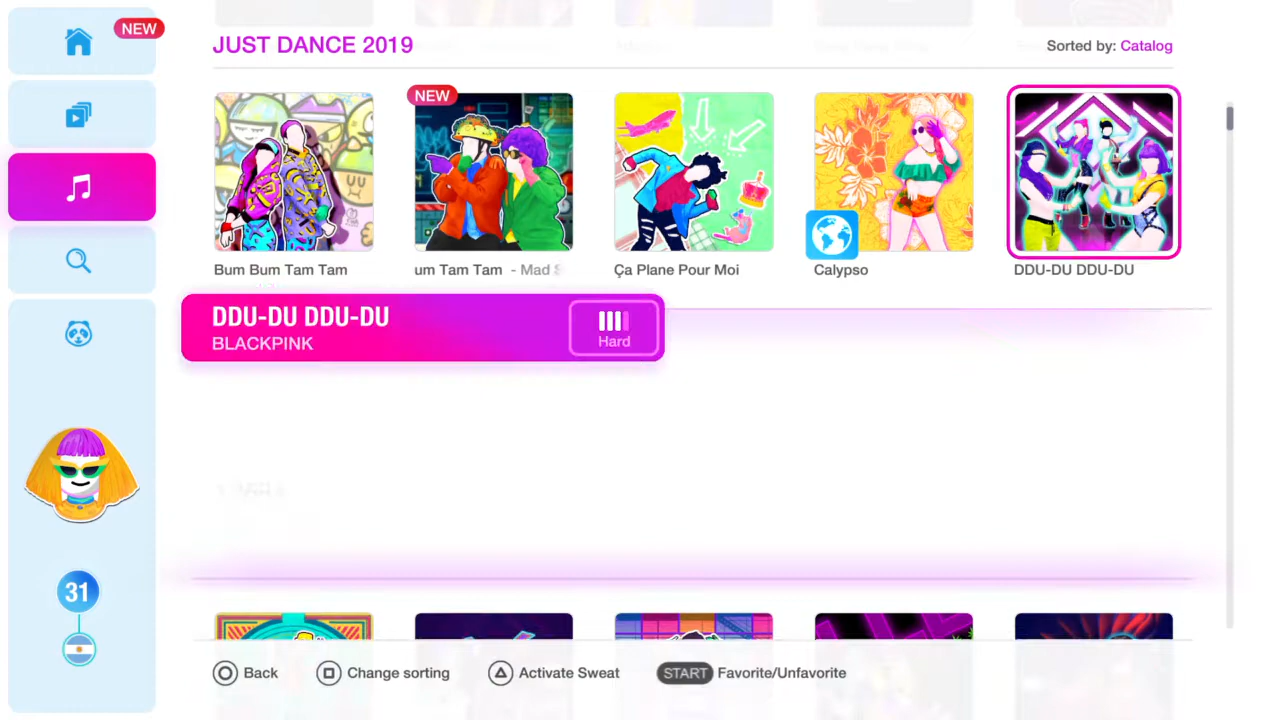 NEW
JUST DANCE 2019
Sorted by: Catalog
NEW
Bum Bum Tam Tam
um Tam Tam - Mad
Ça Plane Pour Moi
Calypso
DDU-DU DDU-DU
DDU-DU DDU-DU
BLACKPINK
Hard
31
Back
Change sorting
Activate Sweat
START
Favorite/Unfavorite